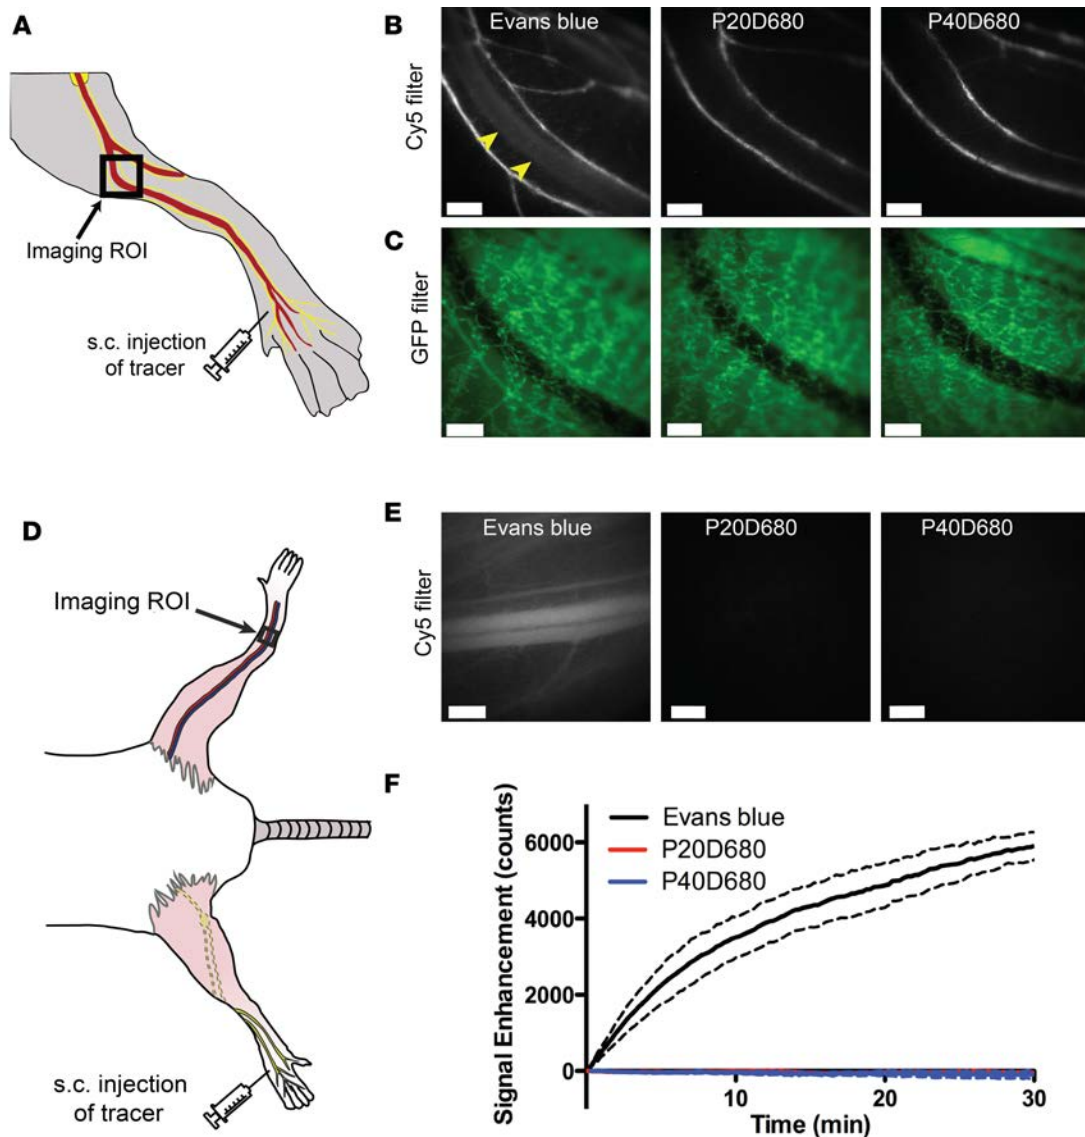 A
Imaging ROI
s.c. injection
of tracer
B
Evans blue
P20D680
P40D680
Cy5 filter
C
GFP filter
D
Imaging ROI
s.c. injection
of tracer
E
Evans blue
P20D680
P40D680
Cy5 filter
F
Signal Enhancement (counts)
6000
4000
2000
0
Evans blue
P20D680
P40D680
10
20
30
Time (min)